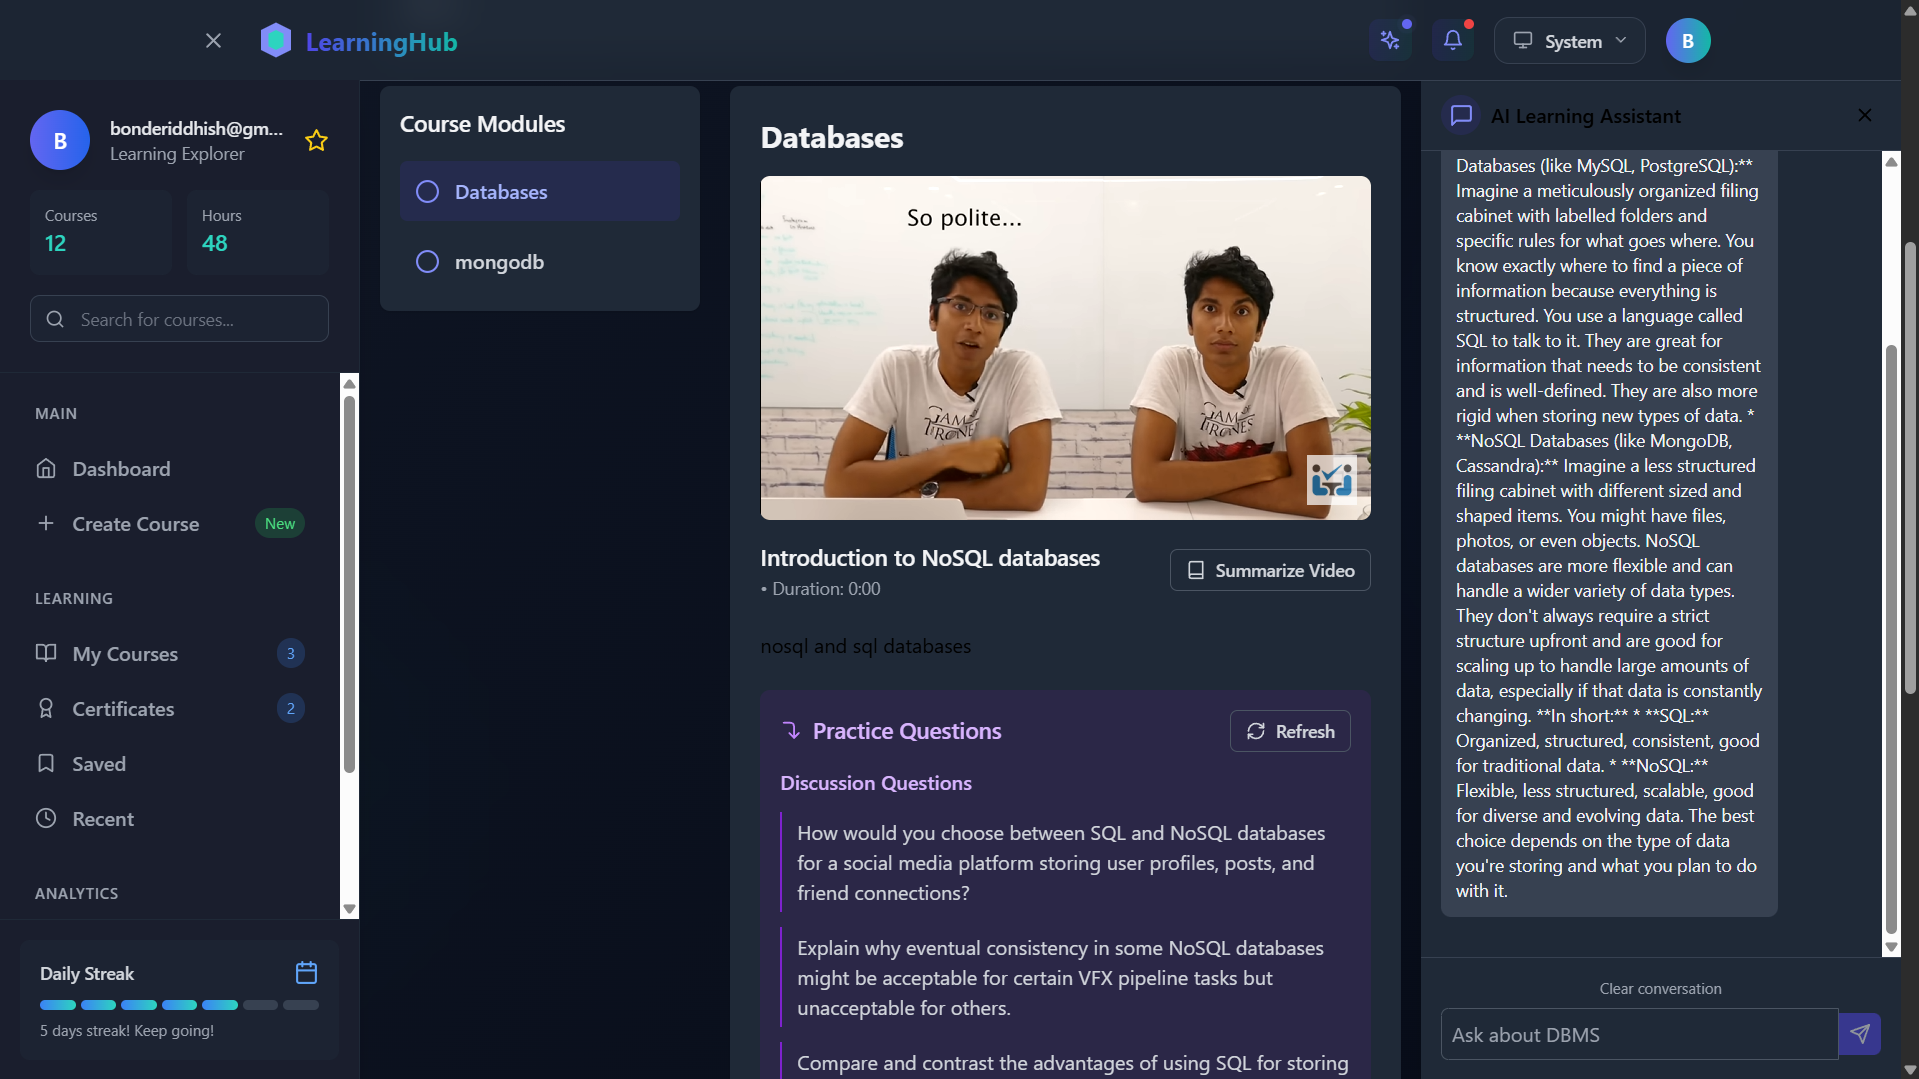 LearningHub
System
B
B
bonderiddhish@gm...
Learning Explorer
Courses
12
Hours
48
Search for courses...
MAIN
Dashboard
Create Course
New
LEARNING
My Courses
3
Certificates
2
Saved
Recent
ANALYTICS
Daily Streak
5 days streak! Keep going!
Course Modules
Databases
mongodb
Databases
So polite...
GAME
THRONES
GAME
THRONES
Introduction to NoSQL databases
• Duration: 0:00
Summarize Video
nosql and sql databases
Practice Questions
Refresh
Discussion Questions
How would you choose between SQL and NoSQL databases
for a social media platform storing user profiles, posts, and
friend connections?
Explain why eventual consistency in some NoSQL databases
might be acceptable for certain VFX pipeline tasks but
unacceptable for others.
Compare and contrast the advantages of using SQL for storing
AI Learning Assistant
Databases (like MySQL, PostgreSQL):**
Imagine a meticulously organized filing
cabinet with labelled folders and
specific rules for what goes where. You
know exactly where to find a piece of
information because everything is
structured. You use a language called
SQL to talk to it. They are great for
information that needs to be consistent
and is well-defined. They are also more
rigid when storing new types of data. *
**NoSQL Databases (like MongoDB,
Cassandra):** Imagine a less structured
filing cabinet with different sized and
shaped items. You might have files,
photos, or even objects. NoSQL
databases are more flexible and can
handle a wider variety of data types.
They don't always require a strict
structure upfront and are good for
scaling up to handle large amounts of
data, especially if that data is constantly
changing. **In short:** * **SQL:**
Organized, structured, consistent, good
for traditional data. * **NoSQL:**
Flexible, less structured, scalable, good
for diverse and evolving data. The best
choice depends on the type of data
you're storing and what you plan to do
with it.
Clear conversation
Ask about DBMS